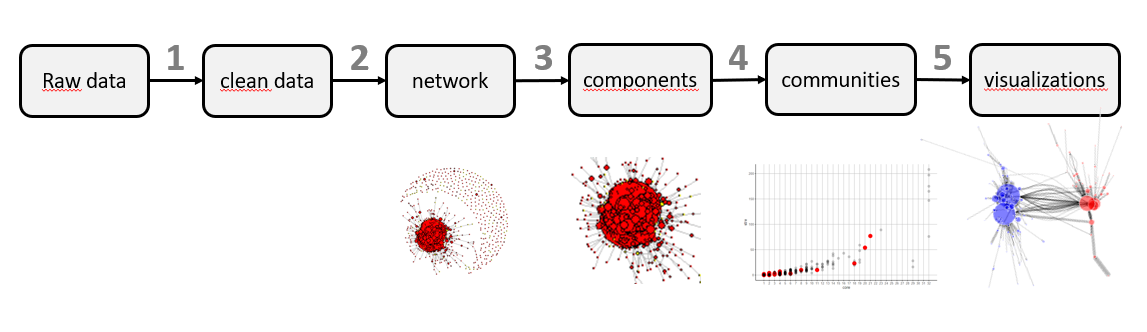 1 2 3 4 5
Raw data clean data network components communities visualizations